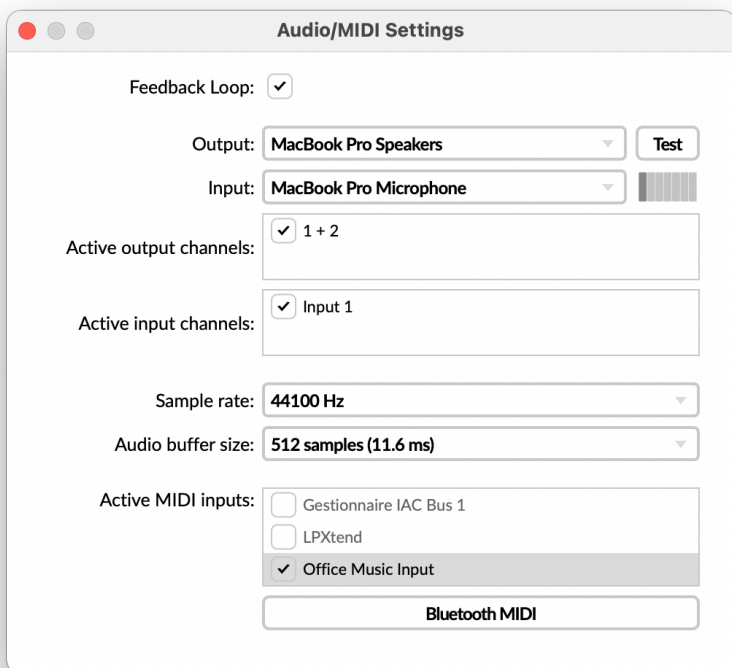 Audio/MIDI Settings
Feedback Loop:
Output: MacBook Pro Speakers Test
Input: MacBook Pro Microphone
Active output channels: 1 + 2
Active input channels: Input 1
Sample rate: 44100 Hz
Audio buffer size: 512 samples (11.6 ms)
Active MIDI inputs: Gestionnaire IAC Bus 1
LPXtend
Office Music Input
Bluetooth MIDI